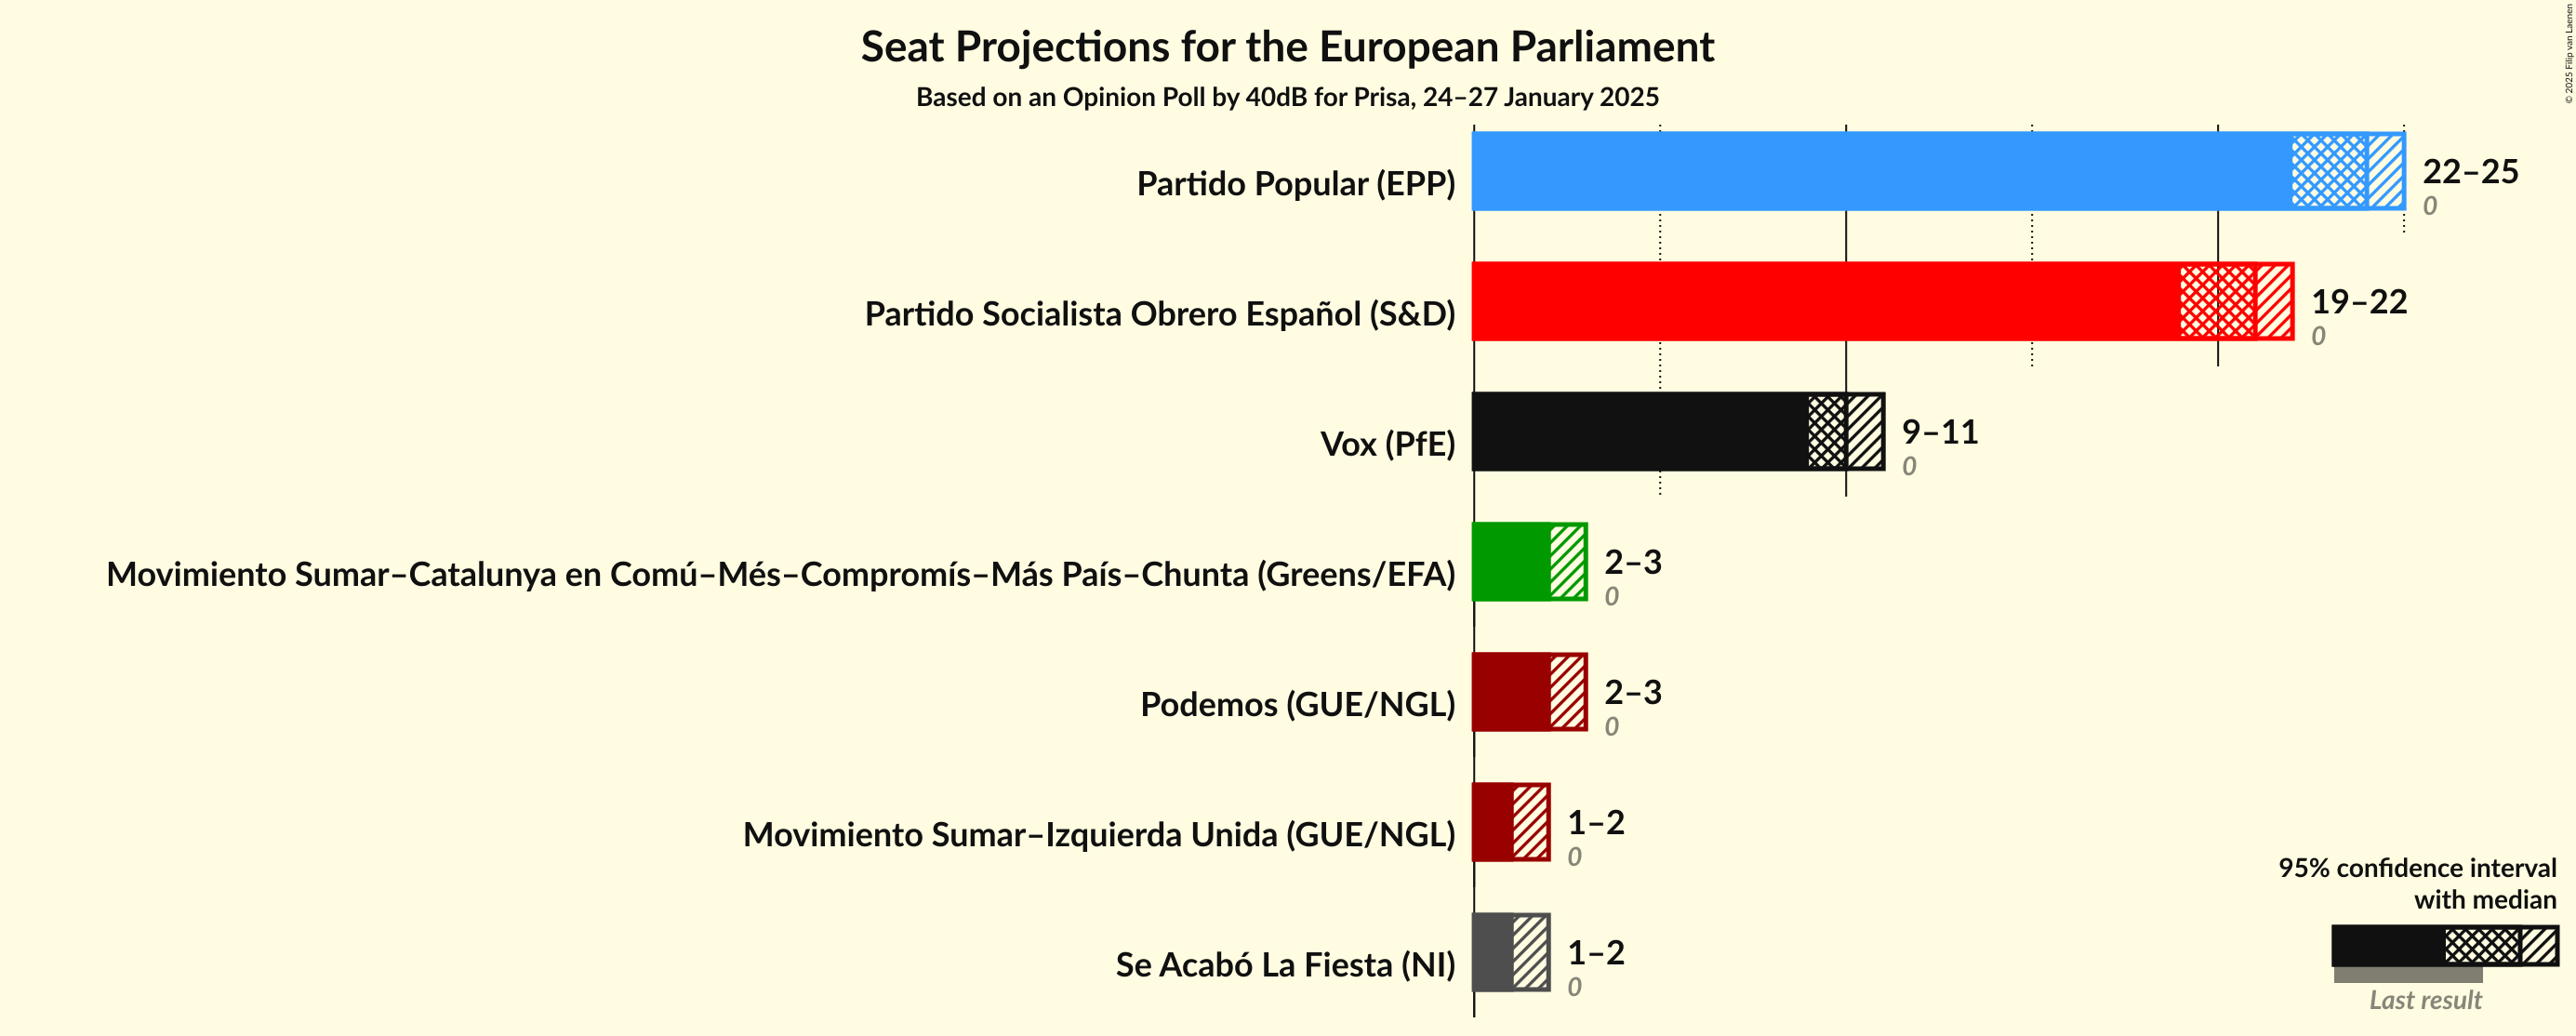 Seat Projections for the European Parliament
Based on an Opinion Poll by 40dB for Prisa, 24–27 January 2025
© 2025 Filip van Laenen
Partido Popular (EPP)
22–25
0
Partido Socialista Obrero Español (S&D)
19–22
0
Vox (PfE)
9–11
0
Movimiento Sumar–Catalunya en Comú–Més–Compromís–Más País–Chunta (Greens/EFA)
2–3
0
Podemos (GUE/NGL)
2–3
0
Movimiento Sumar–Izquierda Unida (GUE/NGL)
1–2
0
Se Acabó La Fiesta (NI)
1–2
0
95% confidence interval
with median
Last result